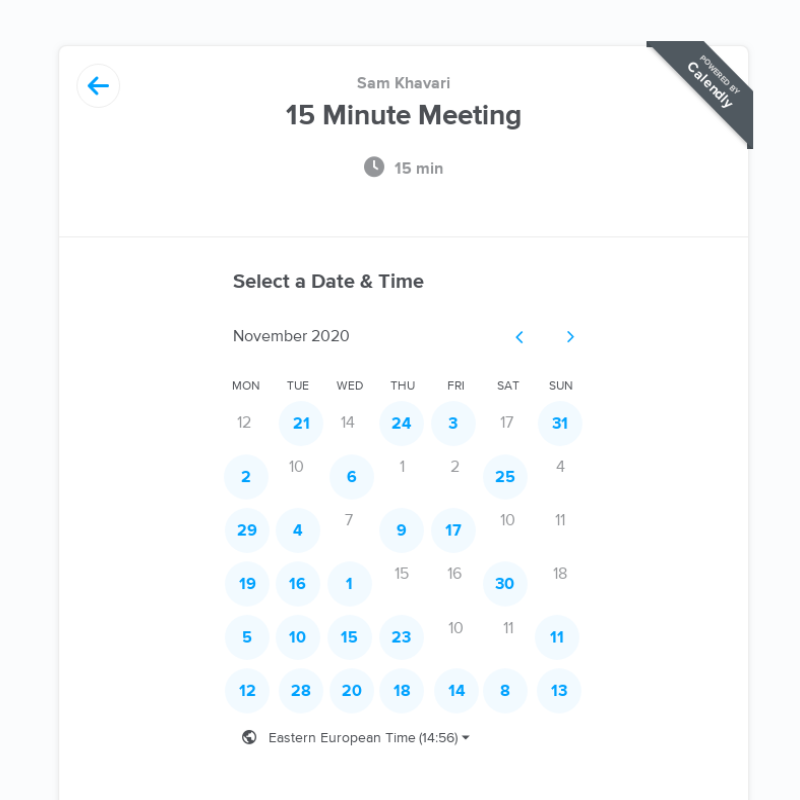 POWERED BY
Calendly
Sam Khavari
15 Minute Meeting
15 min
Select a Date & Time
November 2020
MON TUE WED THU FRI SAT SUN
12 21 14 24 3 17 31
2 10 6 1 2 25 4
29 4 7 9 17 10 11
19 16 1 15 16 30 18
5 10 15 23 10 11 11
12 28 20 18 14 8 13
Eastern European Time (14:56)